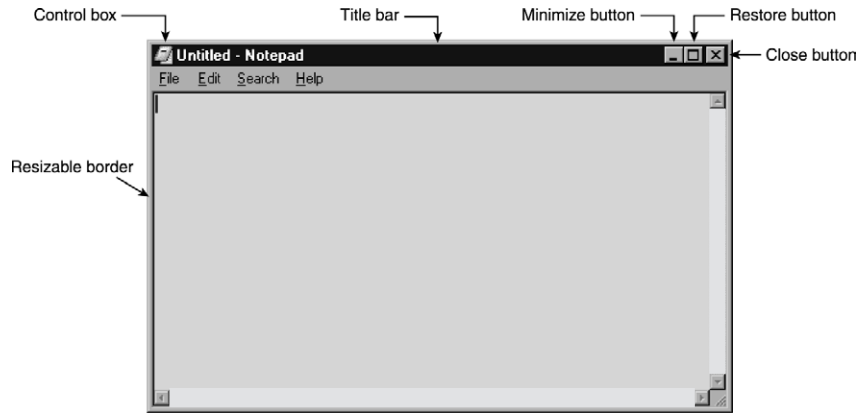 Control box
Title bar
Minimize button
Restore button
Untitled - Notepad
Close button
File Edit Search Help
Resizable border